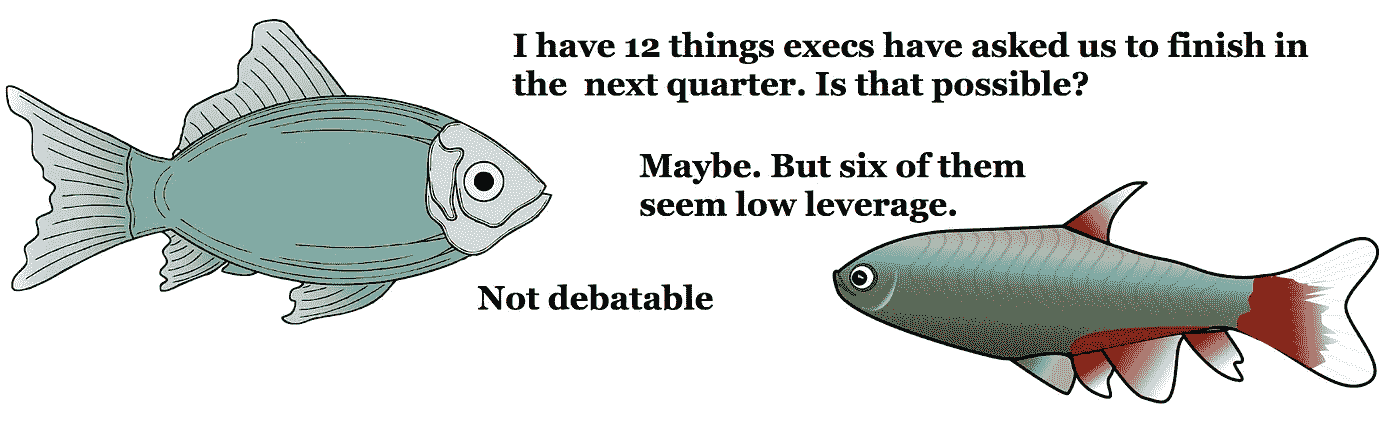 I have 12 things execs have asked us to finish in
the  next quarter. Is that possible?
Maybe. But six of them
seem low leverage.
Not debatable